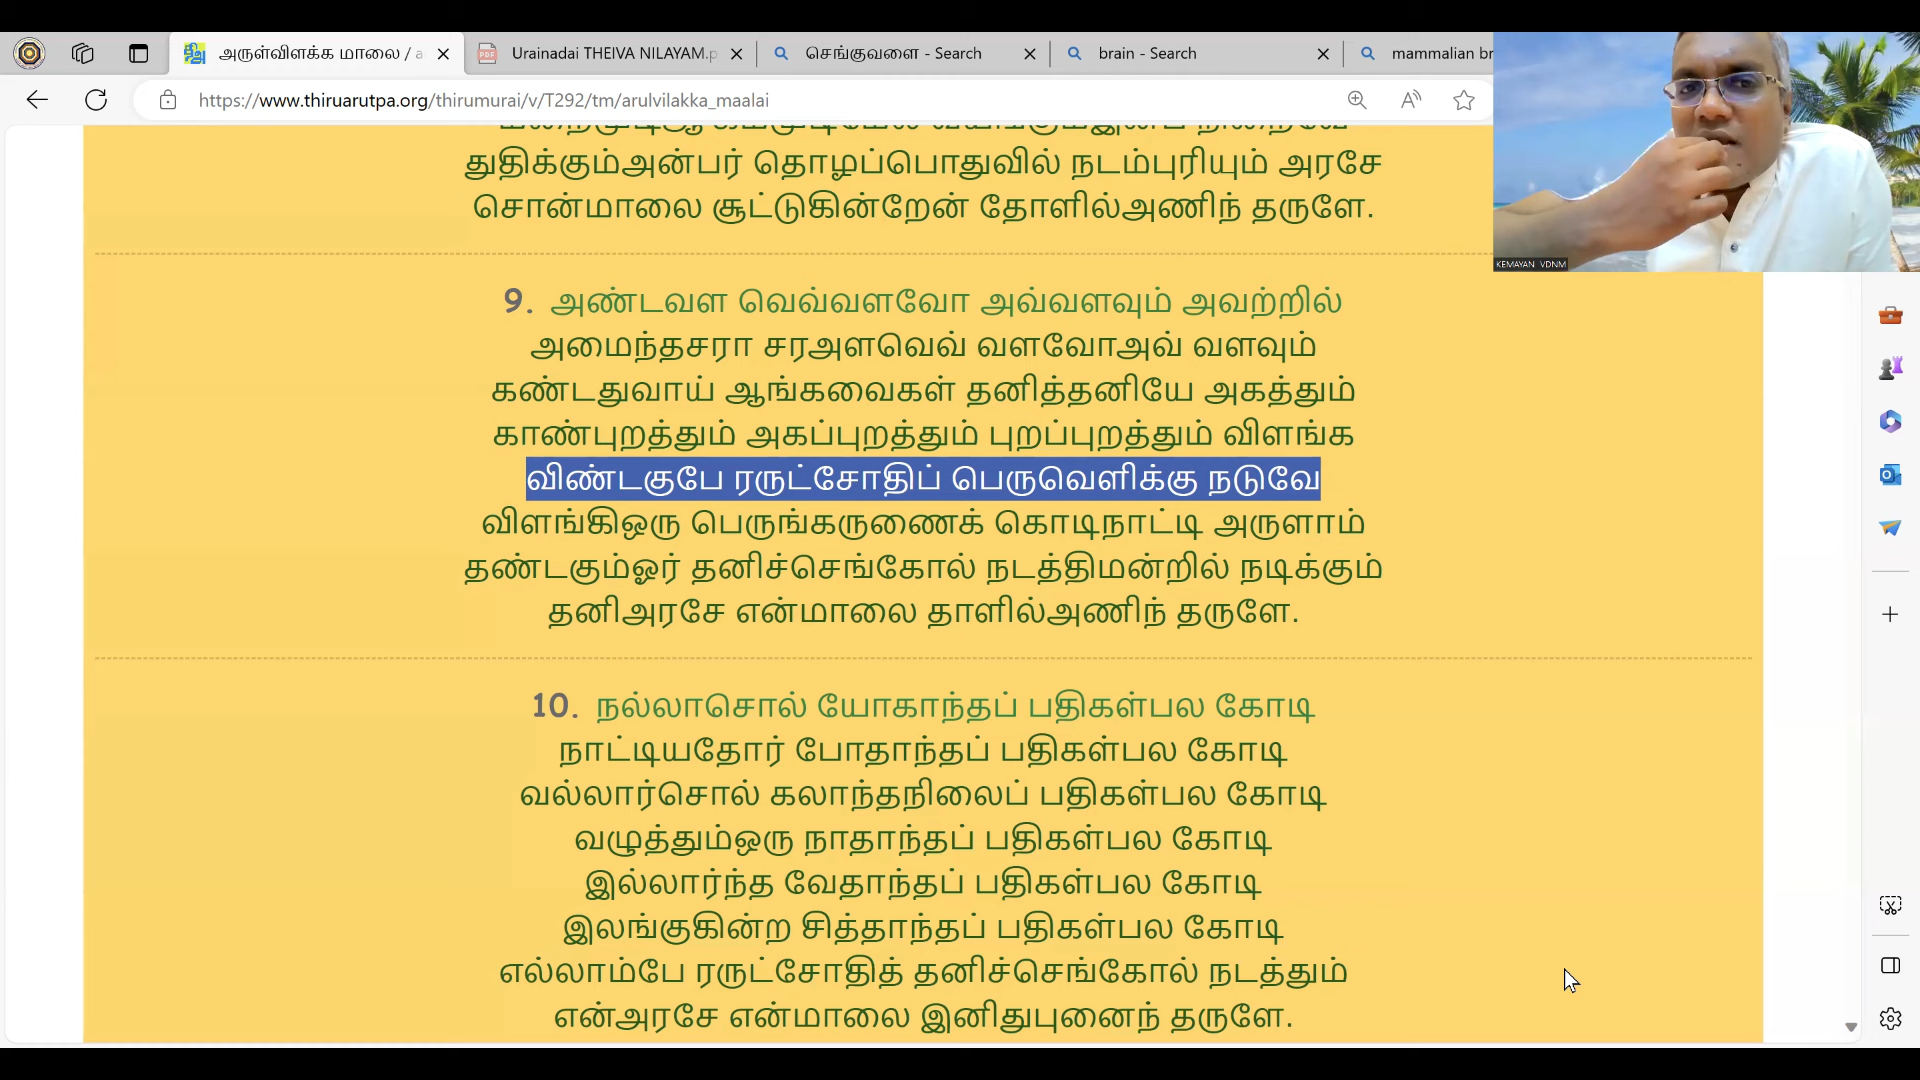 அருள்விளக்க மாலை / a
Urainadai THEIVA NILAYAM.p
செங்குவளை - Search
brain - Search
mammalian br
https://www.thiruarutpa.org/thirumurai/v/T292/tm/arulvilakka_maalai
துதிக்கும்அன்பர் தொழப்பொதுவில் நடம்புரியும் அரசே
சொன்மாலை சூட்டுகின்றேன் தோளில்அணிந் தருளே.
KEMAYAN VDNM
9. அண்டவள வெவ்வளவோ அவ்வளவும் அவற்றில்
அமைந்தசரா சரஅளவெவ் வளவோஅவ் வளவும்
கண்டதுவாய் ஆங்கவைகள் தனித்தனியே அகத்தும்
காண்புறத்தும் அகப்புறத்தும் புறப்புறத்தும் விளங்க
விண்டகுபே ரருட்சோதிப் பெருவெளிக்கு நடுவே
விளங்கிஒரு பெருங்கருணைக் கொடிநாட்டி அருளாம்
தண்டகும்ஓர் தனிச்செங்கோல் நடத்திமன்றில் நடிக்கும்
தனிஅரசே என்மாலை தாளில்அணிந் தருளே.
10. நல்லாசொல் யோகாந்தப் பதிகள்பல கோடி
நாட்டியதோர் போதாந்தப் பதிகள்பல கோடி
வல்லார்சொல் கலாந்தநிலைப் பதிகள்பல கோடி
வழுத்தும்ஒரு நாதாந்தப் பதிகள்பல கோடி
இல்லார்ந்த வேதாந்தப் பதிகள்பல கோடி
இலங்குகின்ற சித்தாந்தப் பதிகள்பல கோடி
எல்லாம்பே ரருட்சோதித் தனிச்செங்கோல் நடத்தும்
என்அரசே என்மாலை இனிதுபுனைந் தருளே.